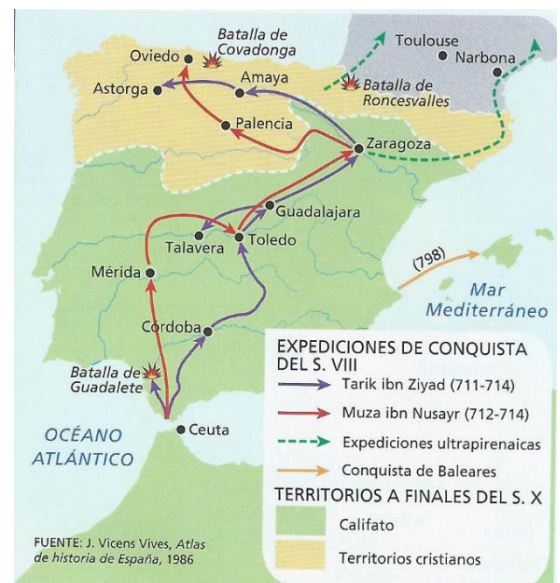 Batalla de
Covadonga
Oviedo
Toulouse
Narbona
Astorga
Amaya
Batalla de
Roncesvalles
Palencia
Zaragoza
Guadalajara
Talavera
Toledo
(798)
Mérida
Mar
Mediterráneo
Córdoba
Batalla de
Guadalete
Ceuta
OCÉANO
ATLÁNTICO
EXPEDICIONES DE CONQUISTA
DEL S. VIII
Tarik ibn Ziyad (711-714)
Muza ibn Nusayr (712-714)
Expediciones ultrapirenaicas
Conquista de Baleares
TERRITORIOS A FINALES DEL S. X
Califato
Territorios cristianos
FUENTE: J. Vicens Vives, Atlas
de historia de España, 1986